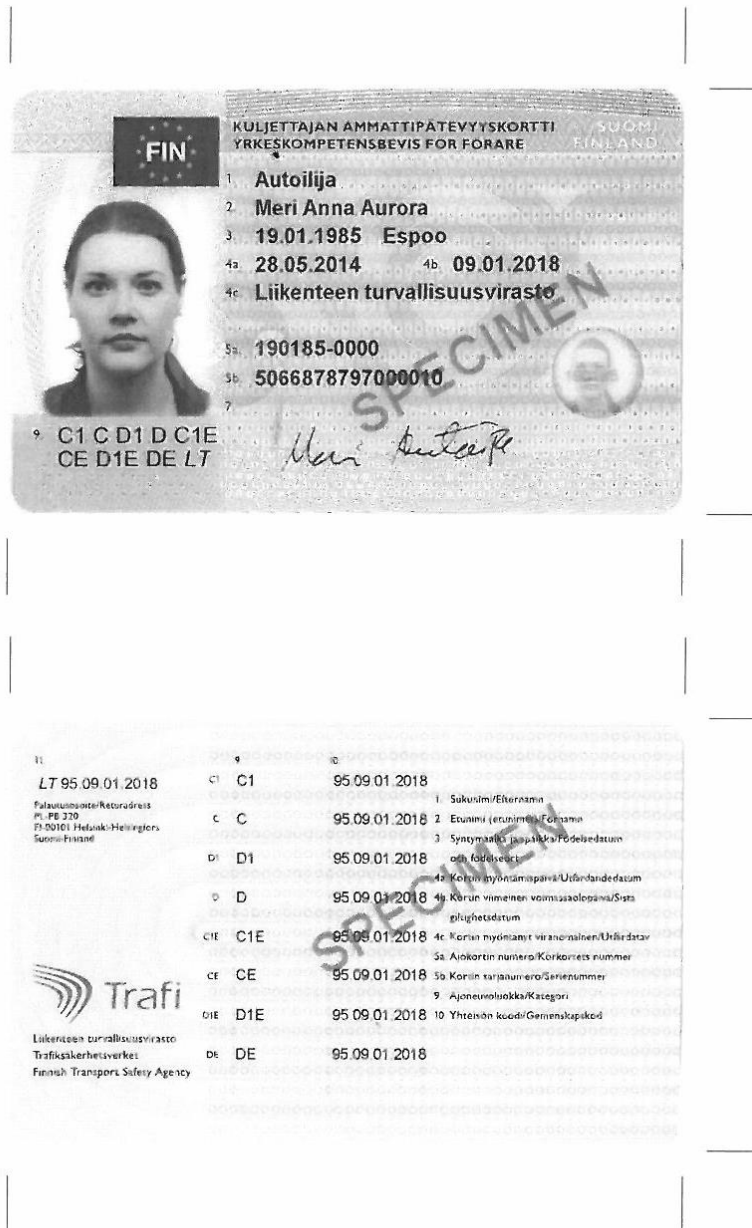 KULJETTAJAN AMMATTIPÄTEVYYSKORTTI
YRKESKOMPETENSBEVIS FÖR FÖRARE
SUOMI
FINLAND
FIN
1 Autoilija
2 Meri Anna Aurora
3 19.01.1985 Espoo
4a 28.05.2014 4b 09.01.2018
4c Liikenteen turvallisuusvirasto
5a 190185-0000
5b 5066878797000010
7
SPECIMEN
9 C1 C D1 D C1E
CE D1E DE LT
11 9 10
LT 95.09.01.2018
Palautusosoite/Returadress
PL-PB 320
FI-00101 Helsinki-Helsingfors
Suomi-Finland
C1 C1 95.09.01.2018
C C 95.09.01.2018
D1 D1 95.09.01.2018
D D 95.09.01.2018
C1E C1E 95.09.01.2018
CE CE 95.09.01.2018
D1E D1E 95.09.01.2018
DE DE 95.09.01.2018
1. Sukunimi/Efternamn
2 Etunimi (etunimet)/Förnamn
3 Syntymäaika ja paikka/Födelsedatum
och födelseort
4a Kortin myöntämispäivä/Utfärdandedatum
4b Kortin viimeinen voimassaolopäivä/Sista
giltighetsdatum
4c Kortin myöntänyt viranomainen/Utfärdat av
5a Ajokortin numero/Körkortets nummer
5b Kortin sarjanumero/Serienummer
9 Ajoneuvoluokka/Kategori
10 Yhteisön koodi/Gemenskapskod
SPECIMEN
Trafi
Liikenteen turvallisuusvirasto
Trafiksäkerhetsverket
Finnish Transport Safety Agency